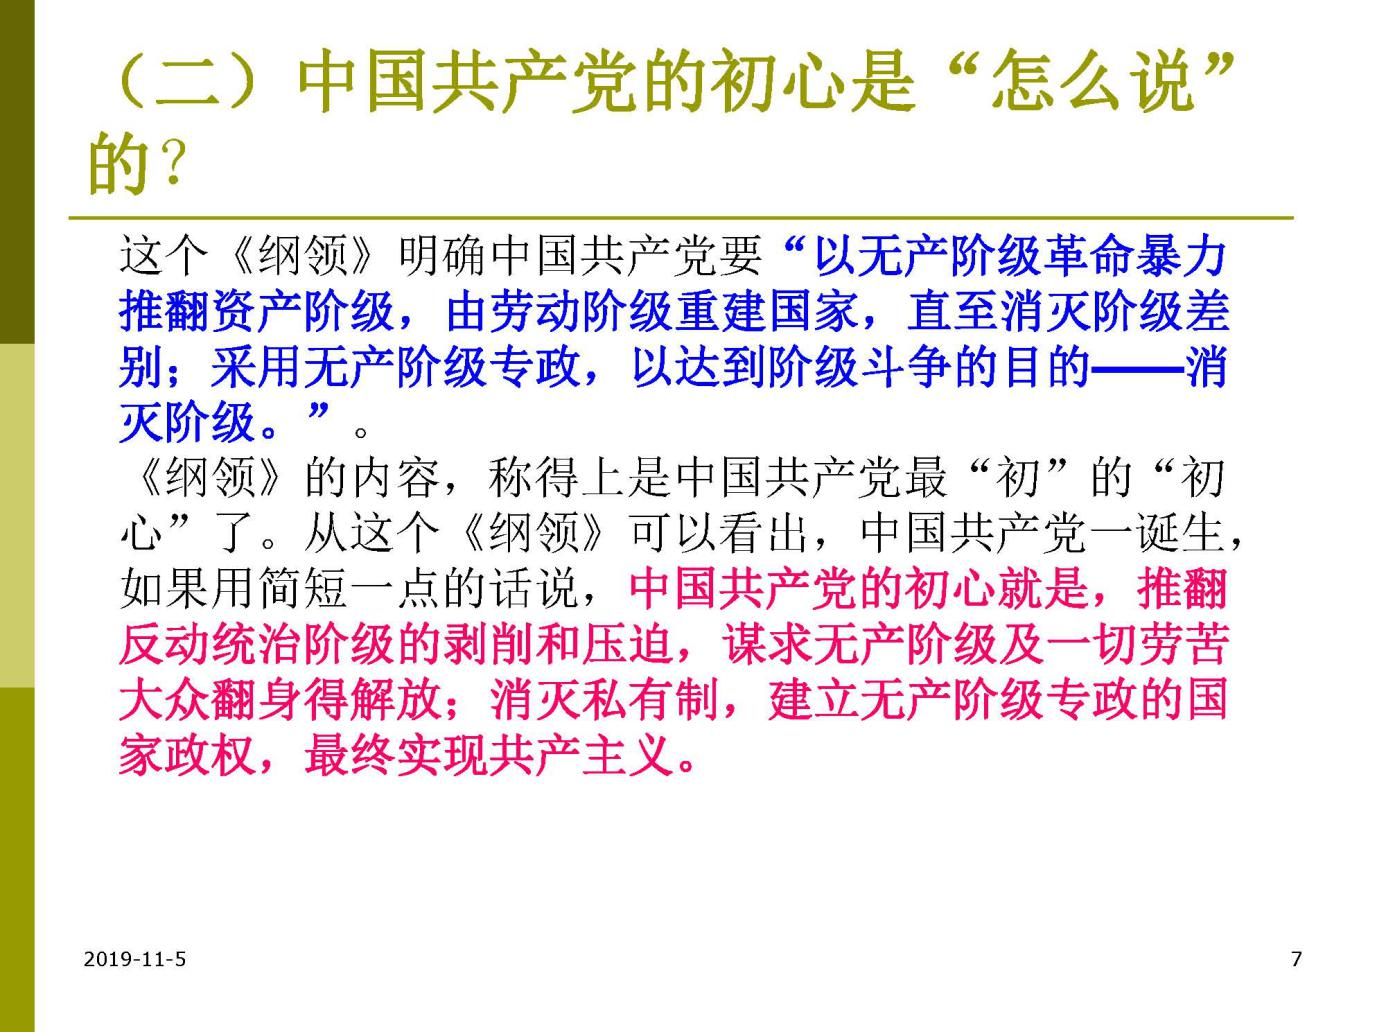 （二）中国共产党的初心是“怎么说”
的？
这个《纲领》明确中国共产党要“以无产阶级革命暴力
推翻资产阶级，由劳动阶级重建国家，直至消灭阶级差
别；采用无产阶级专政，以达到阶级斗争的目的——消
灭阶级。”。
《纲领》的内容，称得上是中国共产党最“初”的“初
心”了。从这个《纲领》可以看出，中国共产党一诞生，
如果用简短一点的话说，中国共产党的初心就是，推翻
反动统治阶级的剥削和压迫，谋求无产阶级及一切劳苦
大众翻身得解放；消灭私有制，建立无产阶级专政的国
家政权，最终实现共产主义。
2019-11-5
7